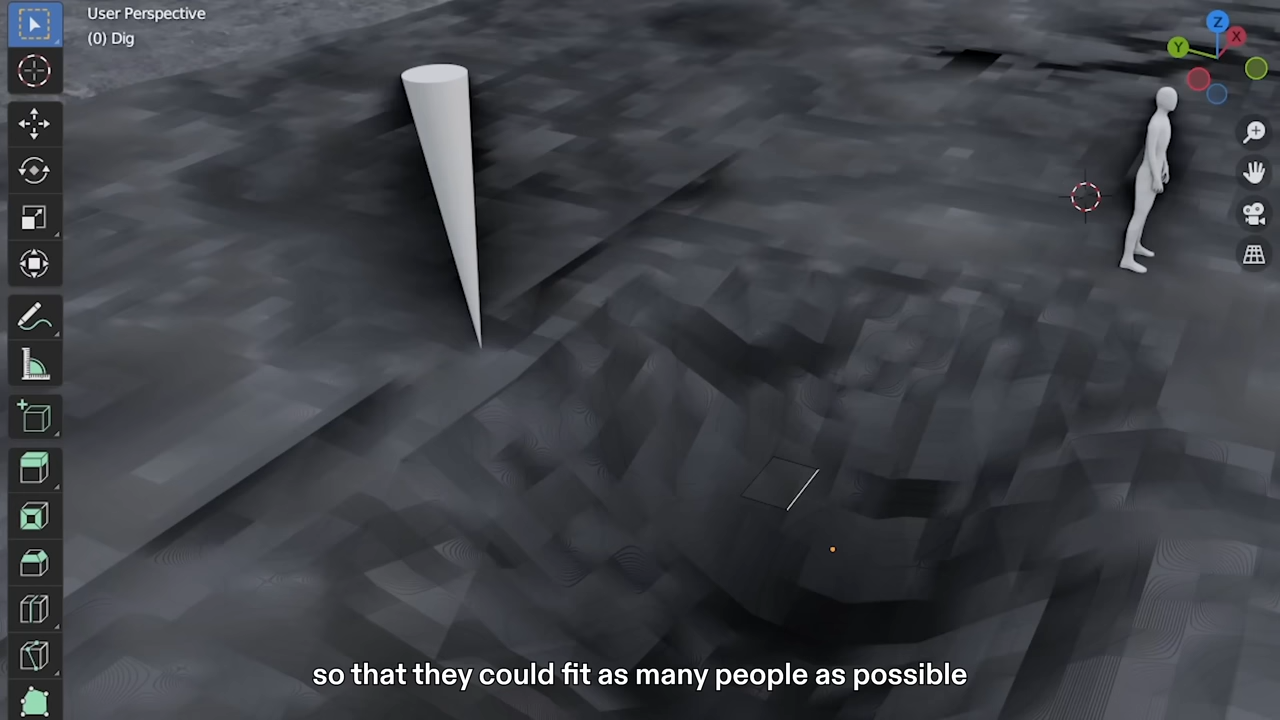 User Perspective
(0) Dig
Z
X
Y
so that they could fit as many people as possible